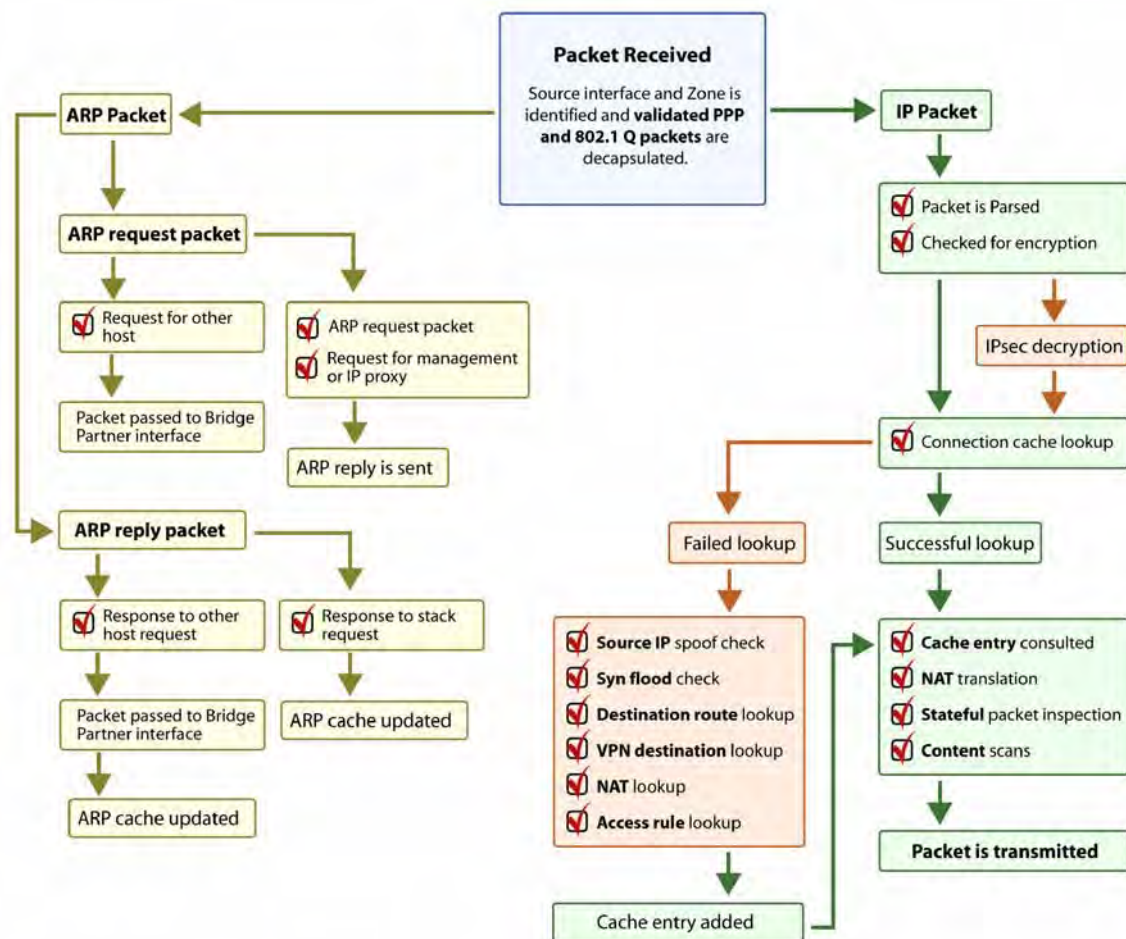 Packet Received
Source interface and Zone is
identified and validated PPP
and 802.1 Q packets are
decapsulated.
ARP Packet
ARP request packet
Request for other
host
Packet passed to Bridge
Partner interface
ARP request packet
Request for management
or IP proxy
ARP reply is sent
ARP reply packet
Response to other
host request
Packet passed to Bridge
Partner interface
ARP cache updated
Response to stack
request
ARP cache updated
IP Packet
Packet is Parsed
Checked for encryption
IPsec decryption
Connection cache lookup
Failed lookup
Source IP spoof check
Syn flood check
Destination route lookup
VPN destination lookup
NAT lookup
Access rule lookup
Cache entry added
Successful lookup
Cache entry consulted
NAT translation
Stateful packet inspection
Content scans
Packet is transmitted